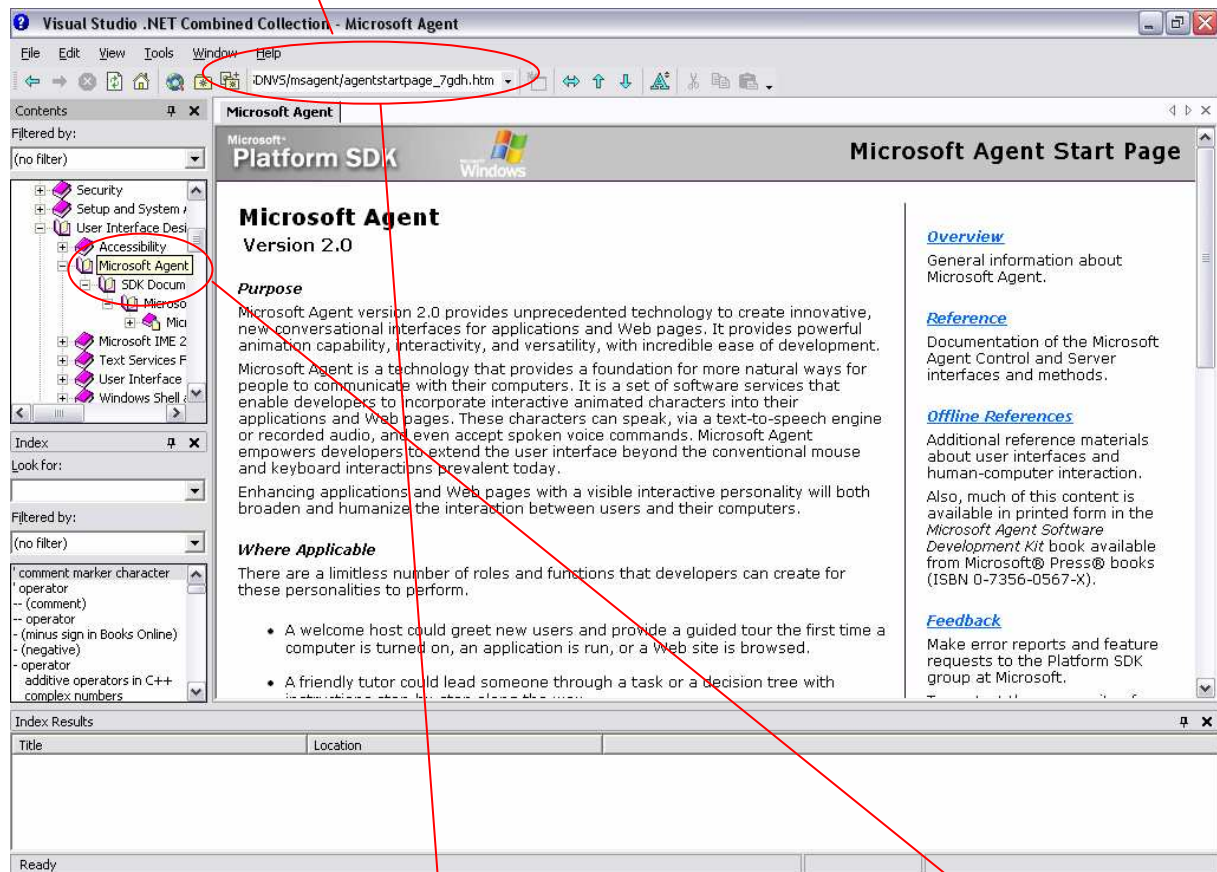 Visual Studio .NET Combined Collection - Microsoft Agent
File Edit View Tools Window Help
DNVS/msagent/agentstartpage_7gdh.htm
Contents
Filtered by:
(no filter)
Security
Setup and System
User Interface Desi
Accessibility
Microsoft Agent
SDK Docum
Microso
Mici
Microsoft IME 2
Text Services F
User Interface
Windows Shell
Index
Look for:
Filtered by:
(no filter)
' comment marker character
' operator
-- (comment)
-- operator
- (minus sign in Books Online)
- (negative)
- operator
additive operators in C++
complex numbers
Microsoft Agent
Microsoft
Platform SDK
Microsoft
Windows
Microsoft Agent Start Page
Microsoft Agent
Version 2.0
Purpose
Microsoft Agent version 2.0 provides unprecedented technology to create innovative,
new conversational interfaces for applications and Web pages. It provides powerful
animation capability, interactivity, and versatility, with incredible ease of development.
Microsoft Agent is a technology that provides a foundation for more natural ways for
people to communicate with their computers. It is a set of software services that
enable developers to incorporate interactive animated characters into their
applications and Web pages. These characters can speak, via a text-to-speech engine
or recorded audio, and even accept spoken voice commands. Microsoft Agent
empowers developers to extend the user interface beyond the conventional mouse
and keyboard interactions prevalent today.
Enhancing applications and Web pages with a visible interactive personality will both
broaden and humanize the interaction between users and their computers.
Where Applicable
There are a limitless number of roles and functions that developers can create for
these personalities to perform.
• A welcome host could greet new users and provide a guided tour the first time a
computer is turned on, an application is run, or a Web site is browsed.
• A friendly tutor could lead someone through a task or a decision tree with
Overview
General information about
Microsoft Agent.
Reference
Documentation of the Microsoft
Agent Control and Server
interfaces and methods.
Offline References
Additional reference materials
about user interfaces and
human-computer interaction.
Also, much of this content is
available in printed form in the
Microsoft Agent Software
Development Kit book available
from Microsoft® Press® books
(ISBN 0-7356-0567-X).
Feedback
Make error reports and feature
requests to the Platform SDK
group at Microsoft.
Index Results
Title Location
Ready